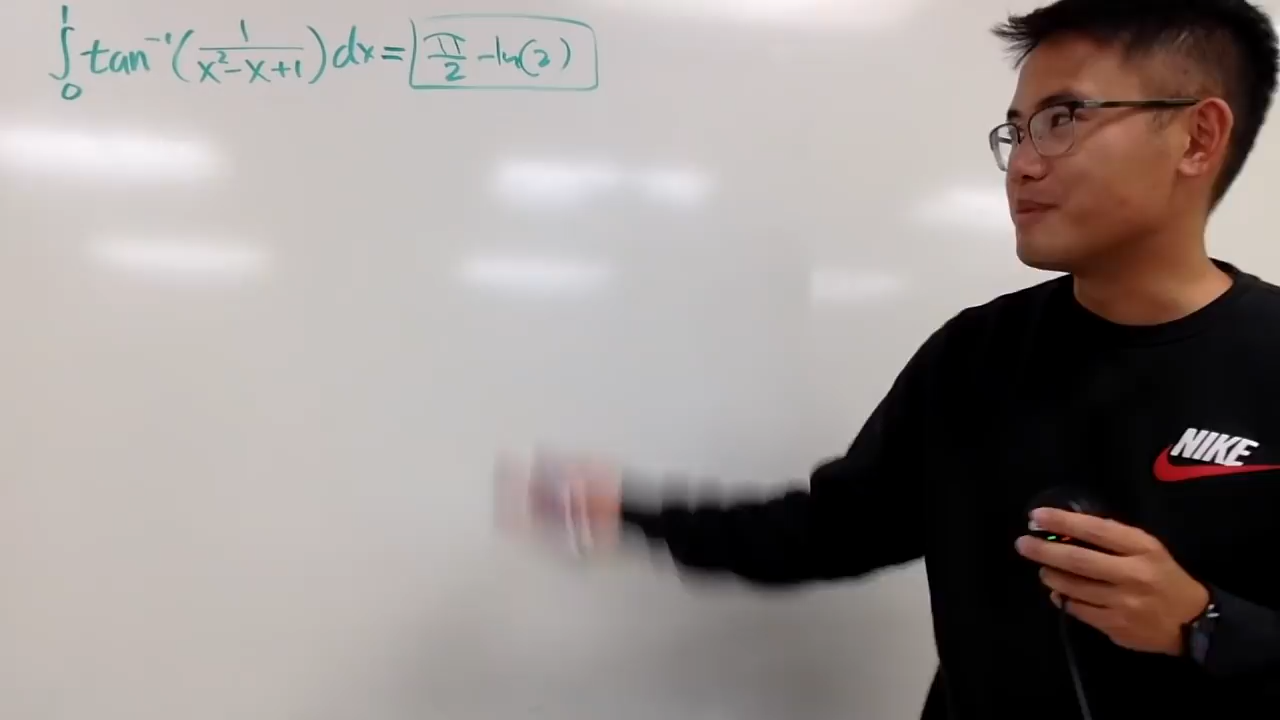 ∫₀¹ tan⁻¹(1/(x²-x+1)) dx = π/2 - ln(2)
NIKE